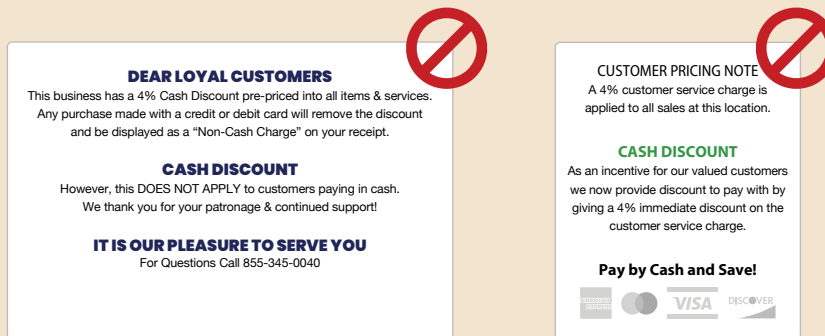 DEAR LOYAL CUSTOMERS
This business has a 4% Cash Discount pre-priced into all items & services.
Any purchase made with a credit or debit card will remove the discount
and be displayed as a “Non-Cash Charge” on your receipt.
CASH DISCOUNT
However, this DOES NOT APPLY to customers paying in cash.
We thank you for your patronage & continued support!
IT IS OUR PLEASURE TO SERVE YOU
For Questions Call 855-345-0040
CUSTOMER PRICING NOTE
A 4% customer service charge is
applied to all sales at this location.
CASH DISCOUNT
As an incentive for our valued customers
we now provide discount to pay with by
giving a 4% immediate discount on the
customer service charge.
Pay by Cash and Save!
AMERICAN
EXPRESS
VISA
DISCOVER